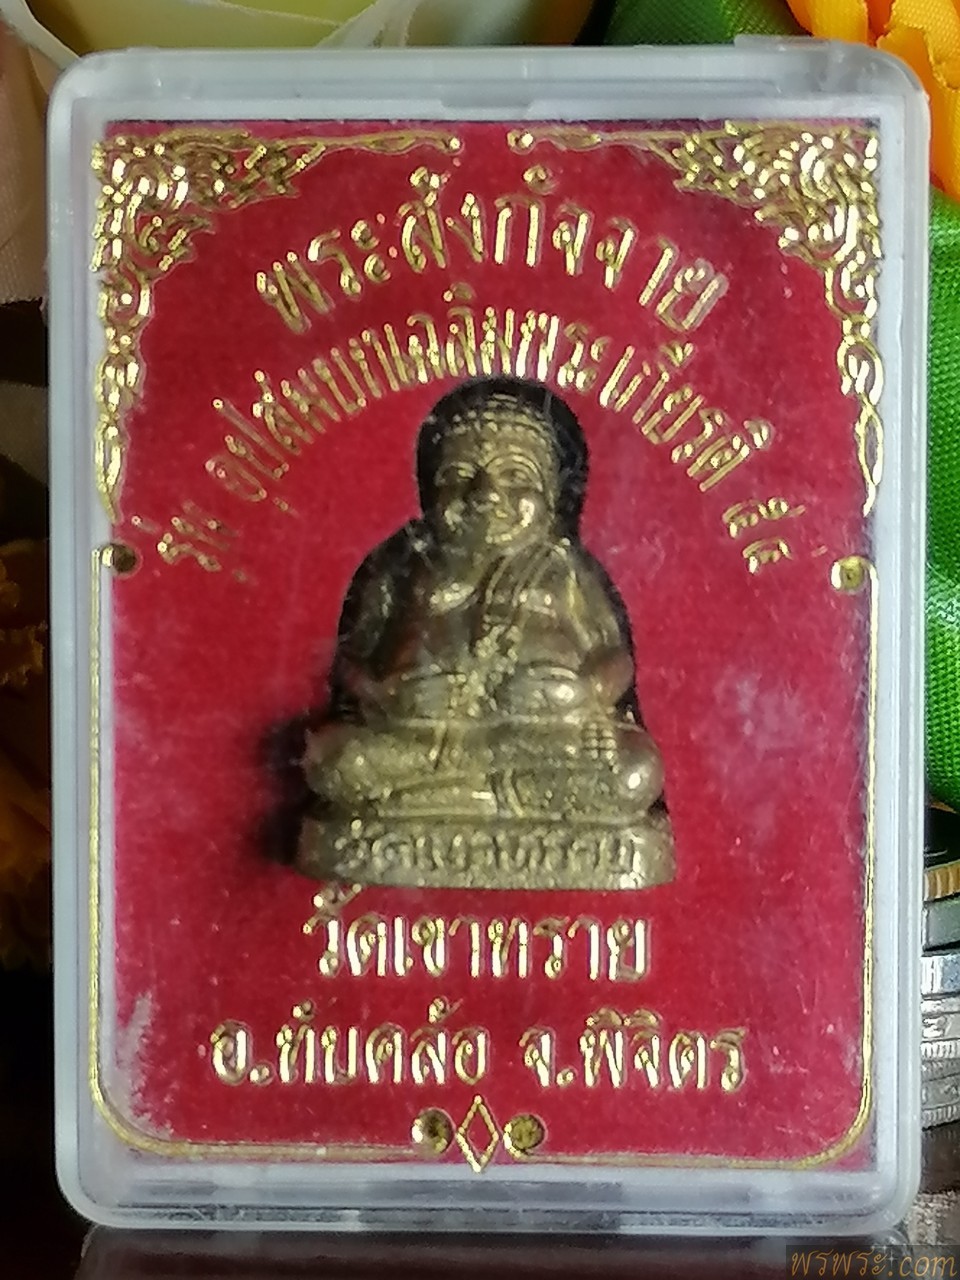 พระสังกัจจาย
รุ่น อุปสมบทเฉลิมพระเกียรติ ๕๔
วัดเขาทราย
วัดเขาทราย
อ.ทับคล้อ จ.พิจิตร
พรพระ.com